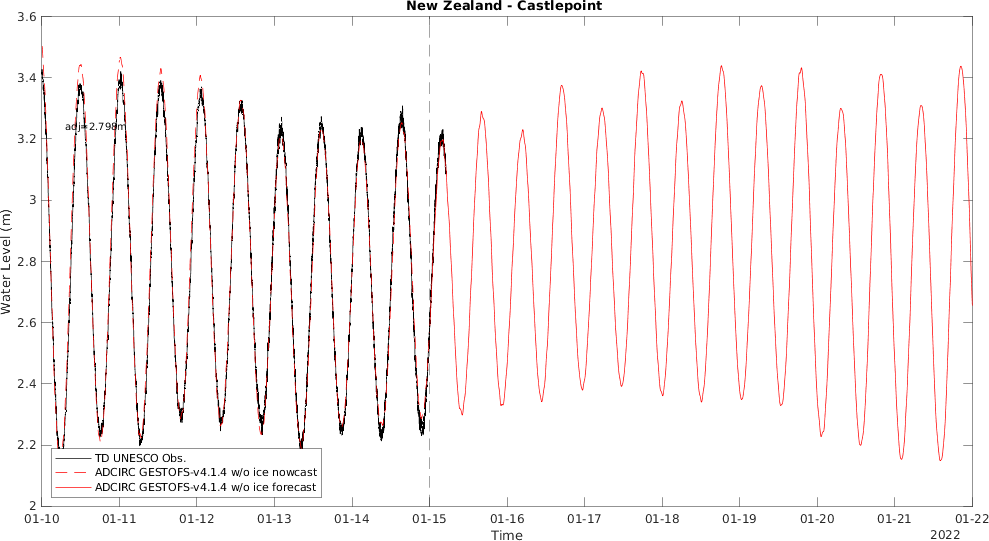 New Zealand - Castlepoint
3.6
3.4
3.2
3
2.8
2.6
2.4
2.2
2
Water Level (m)
adj=2.798m
TD UNESCO Obs.
ADCIRC GESTOFS-v4.1.4 w/o ice nowcast
ADCIRC GESTOFS-v4.1.4 w/o ice forecast
01-10 01-11 01-12 01-13 01-14 01-15 01-16 01-17 01-18 01-19 01-20 01-21 01-22
Time
2022